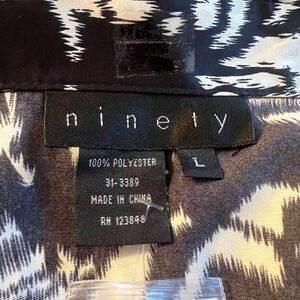 ninety
L
100% POLYESTER
31-3389
MADE IN CHINA
RN 123848